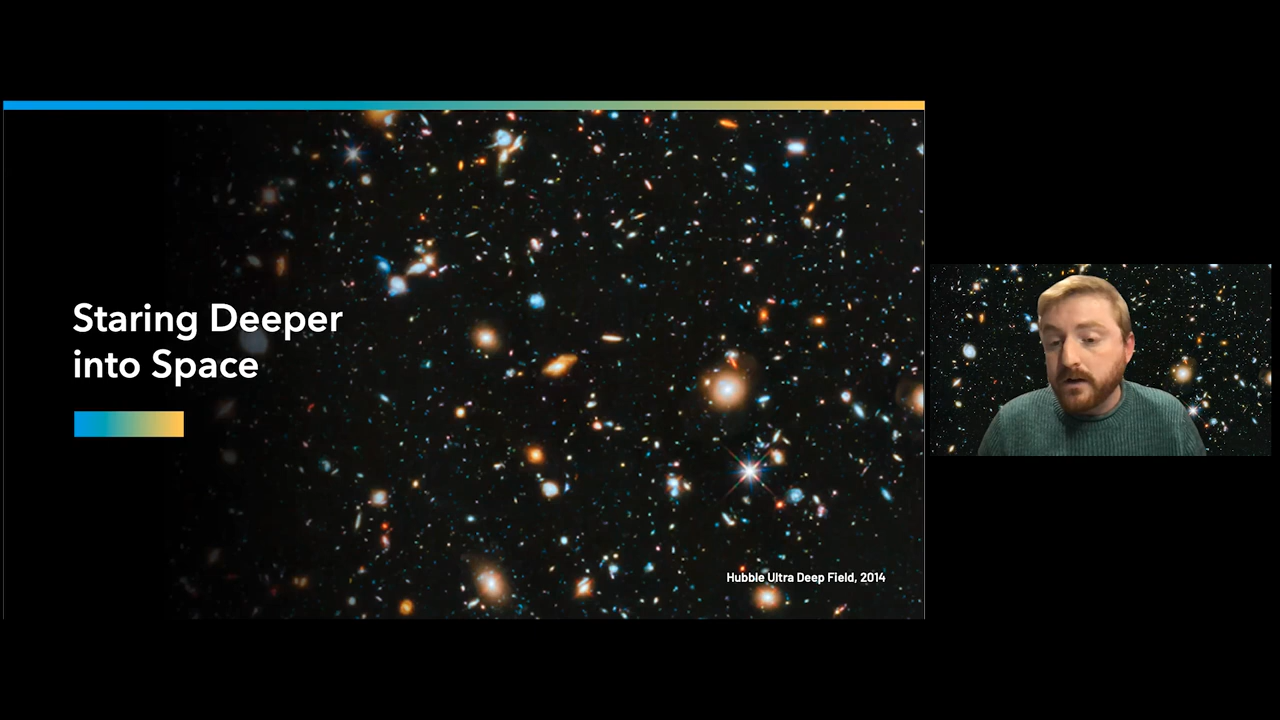 Staring Deeper
into Space
Hubble Ultra Deep Field, 2014